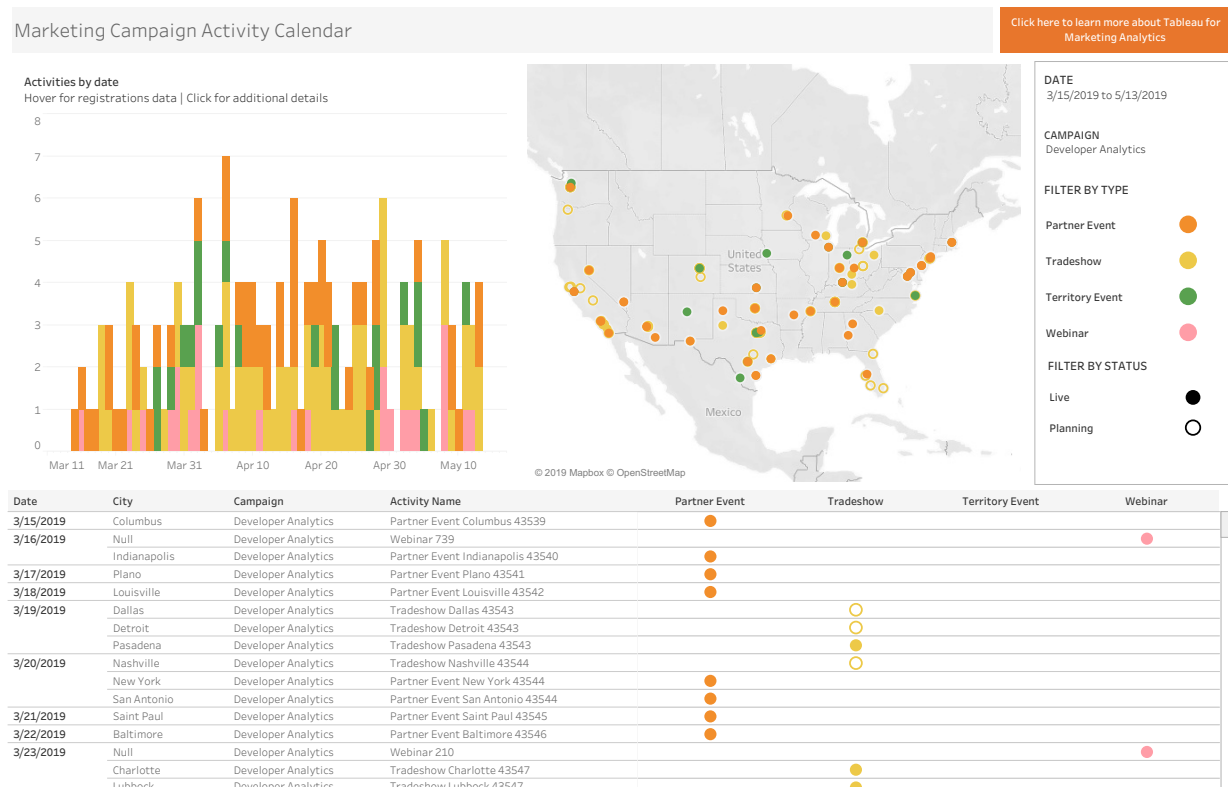 Marketing Campaign Activity Calendar
Click here to learn more about Tableau for
Marketing Analytics
Activities by date
Hover for registrations data | Click for additional details
8
7
6
5
4
3
2
1
0
Mar 11 Mar 21 Mar 31 Apr 10 Apr 20 Apr 30 May 10
United
States
Mexico
© 2019 Mapbox © OpenStreetMap
DATE
3/15/2019 to 5/13/2019
CAMPAIGN
Developer Analytics
FILTER BY TYPE
Partner Event
Tradeshow
Territory Event
Webinar
FILTER BY STATUS
Live
Planning
Date City Campaign Activity Name Partner Event Tradeshow Territory Event Webinar
3/15/2019 Columbus Developer Analytics Partner Event Columbus 43539
3/16/2019 Null Developer Analytics Webinar 739
Indianapolis Developer Analytics Partner Event Indianapolis 43540
3/17/2019 Plano Developer Analytics Partner Event Plano 43541
3/18/2019 Louisville Developer Analytics Partner Event Louisville 43542
3/19/2019 Dallas Developer Analytics Tradeshow Dallas 43543
Detroit Developer Analytics Tradeshow Detroit 43543
Pasadena Developer Analytics Tradeshow Pasadena 43543
3/20/2019 Nashville Developer Analytics Tradeshow Nashville 43544
New York Developer Analytics Partner Event New York 43544
San Antonio Developer Analytics Partner Event San Antonio 43544
3/21/2019 Saint Paul Developer Analytics Partner Event Saint Paul 43545
3/22/2019 Baltimore Developer Analytics Partner Event Baltimore 43546
3/23/2019 Null Developer Analytics Webinar 210
Charlotte Developer Analytics Tradeshow Charlotte 43547
Lubbock Developer Analytics Tradeshow Lubbock 43547